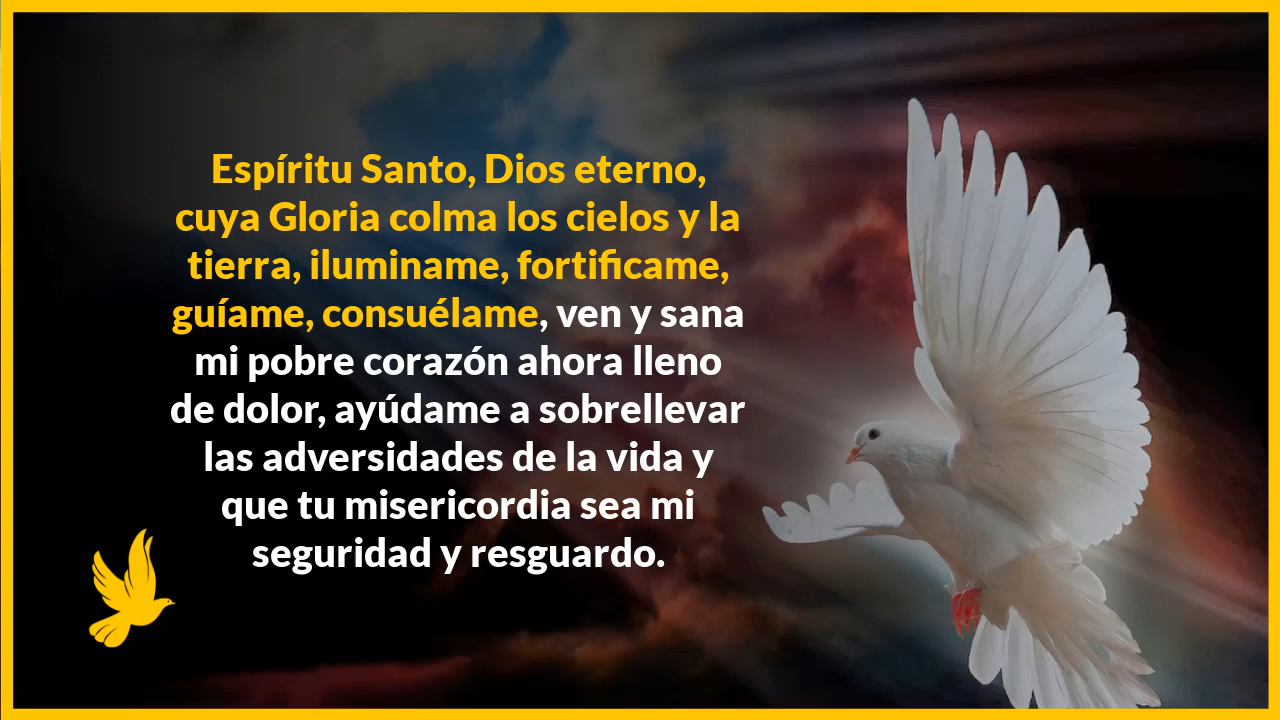 Espíritu Santo, Dios eterno,
cuya Gloria colma los cielos y la
tierra, iluminame, fortificame,
guíame, consuélame, ven y sana
mi pobre corazón ahora lleno
de dolor, ayúdame a sobrellevar
las adversidades de la vida y
que tu misericordia sea mi
seguridad y resguardo.